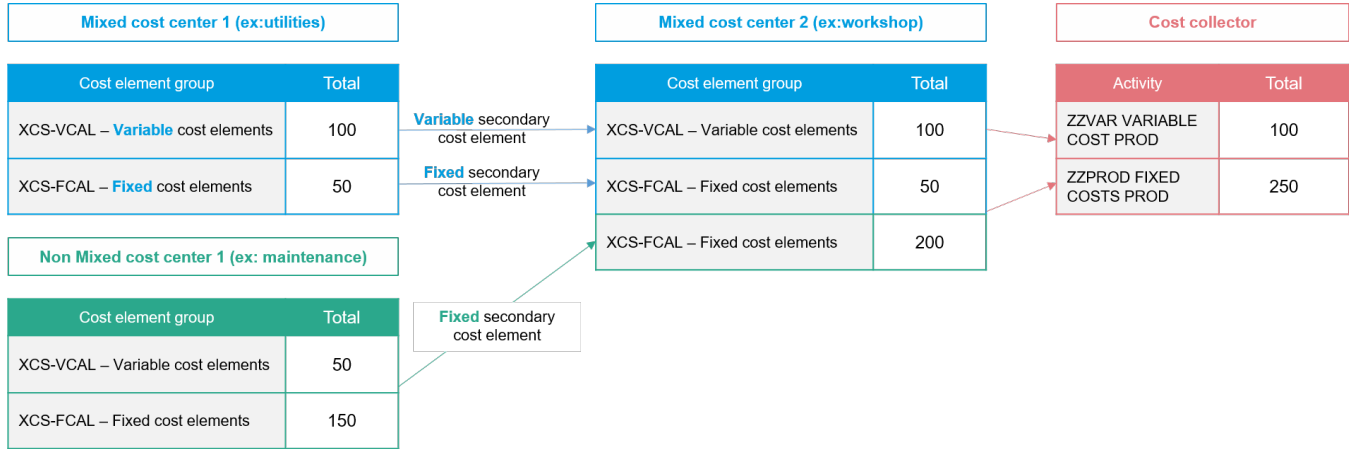 Mixed cost center 1 (ex:utilities)
Mixed cost center 2 (ex:workshop)
Cost collector
Cost element group Total
XCS-VCAL – Variable cost elements 100
XCS-FCAL – Fixed cost elements 50
Variable secondary
cost element
Fixed secondary
cost element
Cost element group Total
XCS-VCAL – Variable cost elements 100
XCS-FCAL – Fixed cost elements 50
XCS-FCAL – Fixed cost elements 200
Activity Total
ZZVAR VARIABLE
COST PROD 100
ZZPROD FIXED
COSTS PROD 250
Non Mixed cost center 1 (ex: maintenance)
Cost element group Total
XCS-VCAL – Variable cost elements 50
XCS-FCAL – Fixed cost elements 150
Fixed secondary
cost element